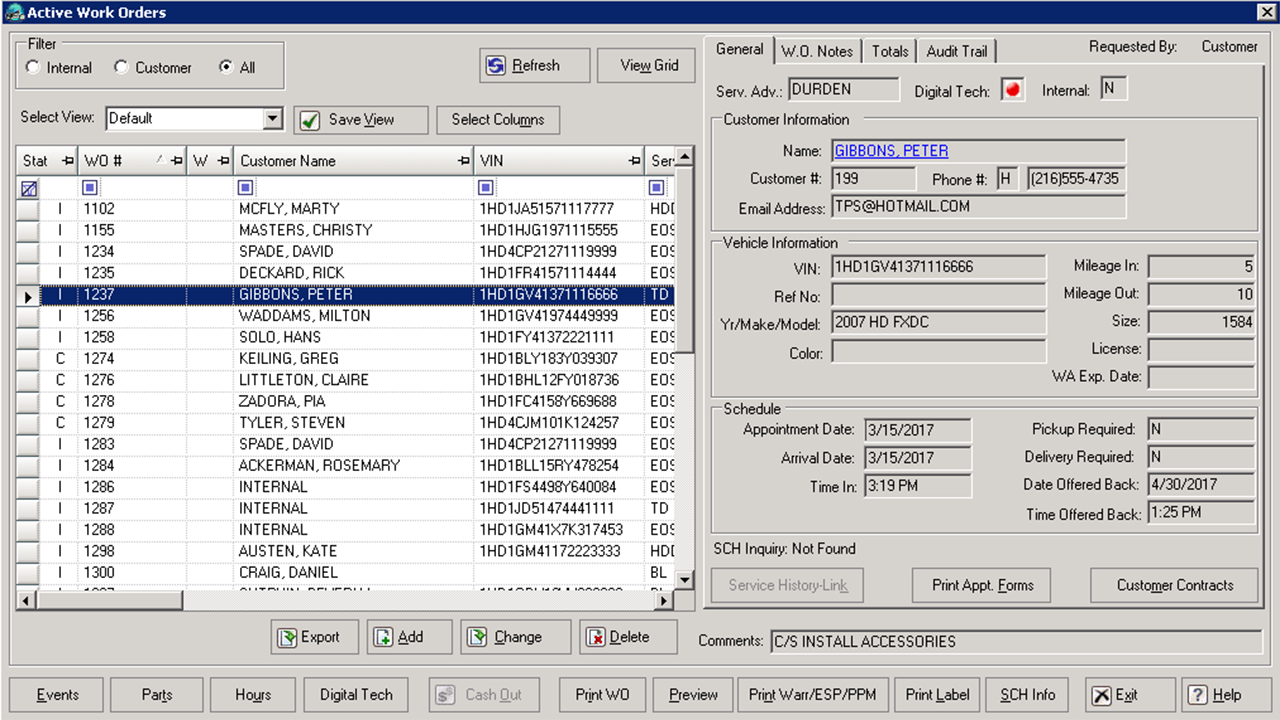 Active Work Orders
Filter
Internal Customer All
Refresh View Grid
Select View: Default Save View Select Columns
Stat WO # W Customer Name VIN Ser
I 1102 MCFLY, MARTY 1HD1JA51571117777 HDD
I 1155 MASTERS, CHRISTY 1HD1HJG1971115555 EOS
I 1234 SPADE, DAVID 1HD4CP21271119999 EOS
I 1235 DECKARD, RICK 1HD1FR41571114444 EOS
I 1237 GIBBONS, PETER 1HD1GV41371116666 TD
I 1256 WADDAMS, MILTON 1HD1GV41974449999 EOS
I 1258 SOLO, HANS 1HD1FY41372221111 EOS
C 1274 KEILING, GREG 1HD1BLY183Y039307 EOS
C 1276 LITTLETON, CLAIRE 1HD1BHL12FY018736 EOS
C 1278 ZADORA, PIA 1HD1FC4158Y669688 EOS
C 1279 TYLER, STEVEN 1HD4CJM101K124257 EOS
I 1283 SPADE, DAVID 1HD4CP21271119999 EOS
I 1284 ACKERMAN, ROSEMARY 1HD1BLL15RY478254 EOS
I 1286 INTERNAL 1HD1FS4498Y640084 EOS
I 1287 INTERNAL 1HD1JD51474441111 TD
I 1288 INTERNAL 1HD1GM41X7K317453 EOS
I 1298 AUSTEN, KATE 1HD1GM41172223333 HDD
I 1300 CRAIG, DANIEL BL
Export Add Change Delete
General W.O. Notes Totals Audit Trail Requested By: Customer
Serv. Adv.: DURDEN Digital Tech: Internal: N
Customer Information
Name: GIBBONS, PETER
Customer #: 199 Phone #: H (216)555-4735
Email Address: TPS@HOTMAIL.COM
Vehicle Information
VIN: 1HD1GV41371116666 Mileage In: 5
Ref No: Mileage Out: 10
Yr/Make/Model: 2007 HD FXDC Size: 1584
Color: License:
WA Exp. Date:
Schedule
Appointment Date: 3/15/2017 Pickup Required: N
Arrival Date: 3/15/2017 Delivery Required: N
Time In: 3:19 PM Date Offered Back: 4/30/2017
Time Offered Back: 1:25 PM
SCH Inquiry: Not Found
Service History-Link Print Appt. Forms Customer Contracts
Comments: C/S INSTALL ACCESSORIES
Events Parts Hours Digital Tech Cash Out Print WO Preview Print Warr/ESP/PPM Print Label SCH Info Exit Help